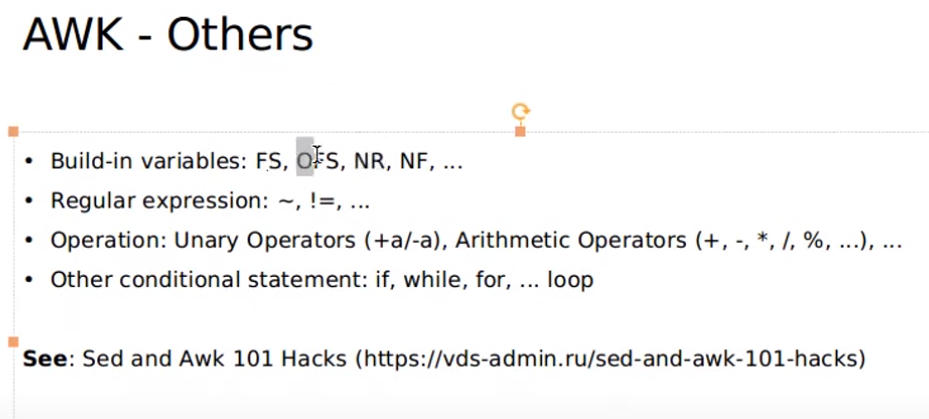 AWK - Others
• Build-in variables: FS, OFS, NR, NF, ...
• Regular expression: ~, !=, ...
• Operation: Unary Operators (+a/-a), Arithmetic Operators (+, -, *, /, %, ...), ...
• Other conditional statement: if, while, for, ... loop
See: Sed and Awk 101 Hacks (https://vds-admin.ru/sed-and-awk-101-hacks)